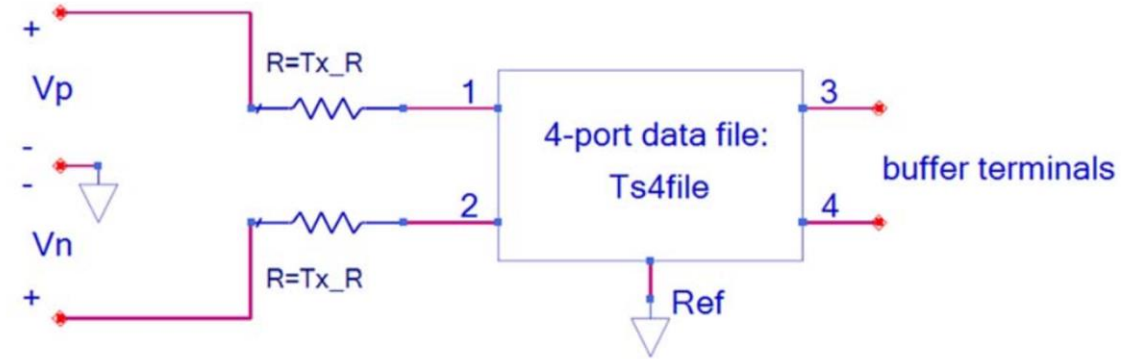 +
Vp
-
-
Vn
+
R=Tx_R
R=Tx_R
1
2
4-port data file:
Ts4file
3
4
buffer terminals
Ref